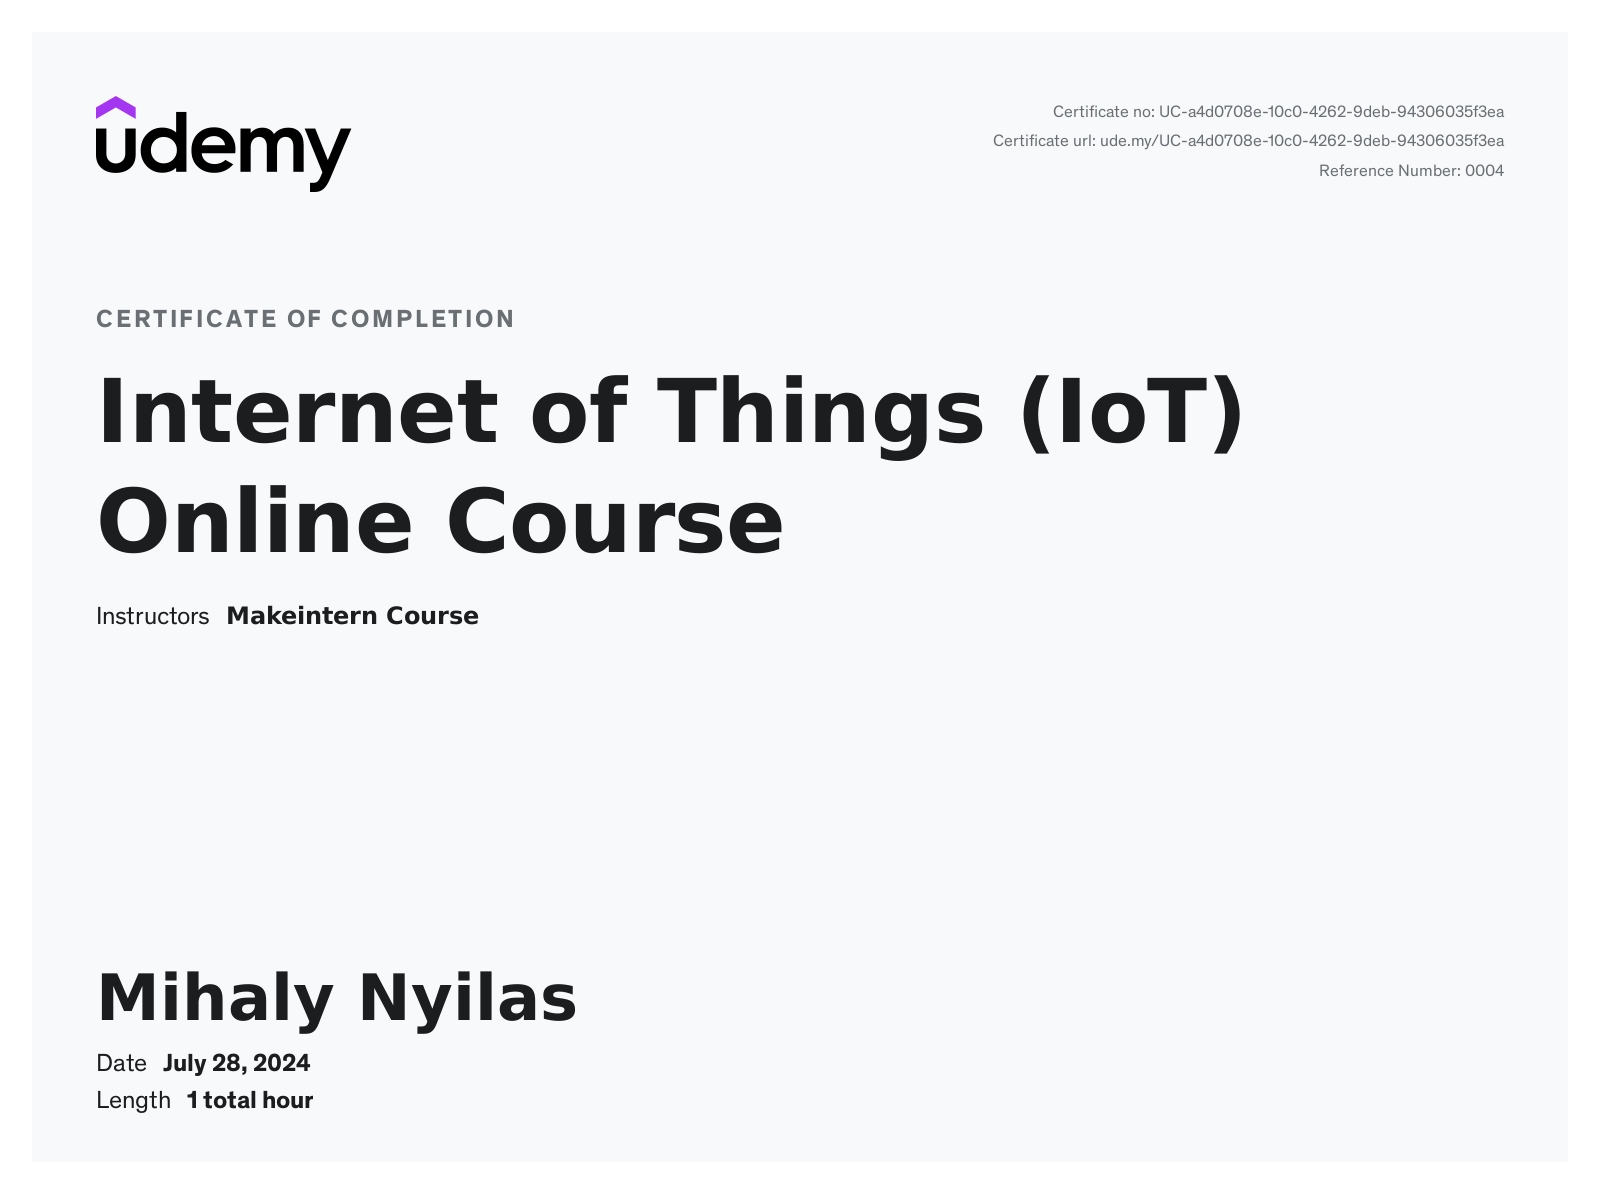 udemy
Certificate no: UC-a4d0708e-10c0-4262-9deb-94306035f3ea
Certificate url: ude.my/UC-a4d0708e-10c0-4262-9deb-94306035f3ea
Reference Number: 0004
CERTIFICATE OF COMPLETION
Internet of Things (IoT)
Online Course
Instructors Makeintern Course
Mihaly Nyilas
Date July 28, 2024
Length 1 total hour